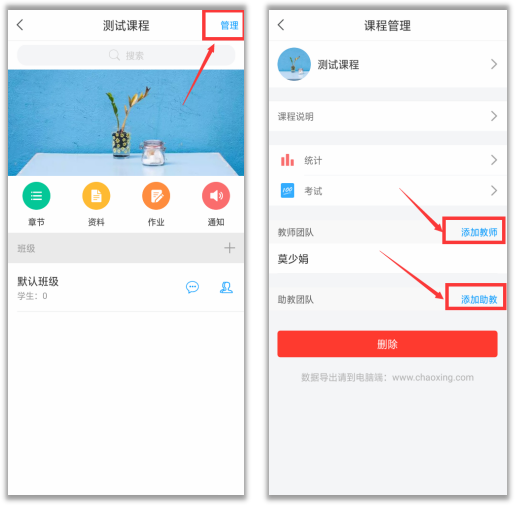 测试课程
管理
搜索
章节
资料
作业
通知
班级
默认班级
学生：0
课程管理
测试课程
课程说明
统计
100
考试
教师团队
添加教师
莫少娟
助教团队
添加助教
删除
数据导出请到电脑端：www.chaoxing.com